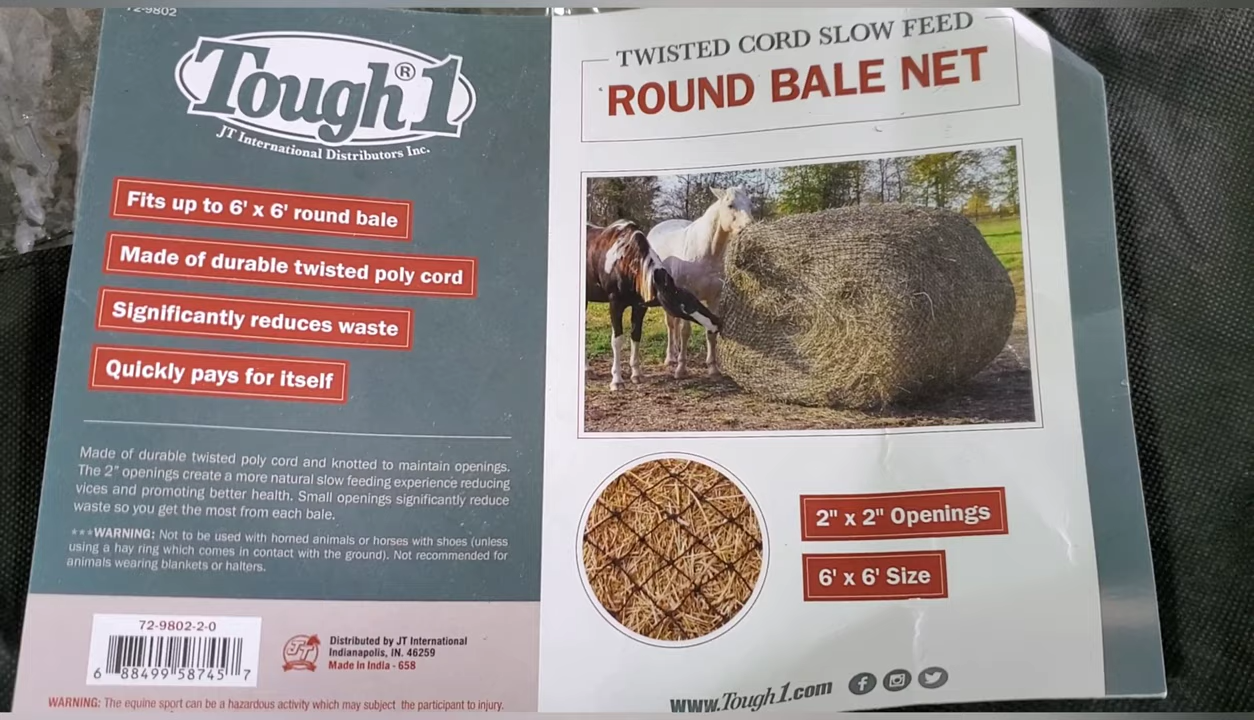 72-9802
Tough®1
JT International Distributors Inc.
Fits up to 6' x 6' round bale
Made of durable twisted poly cord
Significantly reduces waste
Quickly pays for itself
Made of durable twisted poly cord and knotted to maintain openings.
The 2" openings create a more natural slow feeding experience reducing
vices and promoting better health. Small openings significantly reduce
waste so you get the most from each bale.
***WARNING: Not to be used with horned animals or horses with shoes (unless
using a hay ring which comes in contact with the ground). Not recommended for
animals wearing blankets or halters.
72-9802-2-0
6 88499 58745 7
JT
Distributed by JT International
Indianapolis, IN. 46259
Made in India - 658
WARNING: The equine sport can be a hazardous activity which may subject the participant to injury.
TWISTED CORD SLOW FEED
ROUND BALE NET
2" x 2" Openings
6' x 6' Size
www.Tough1.com